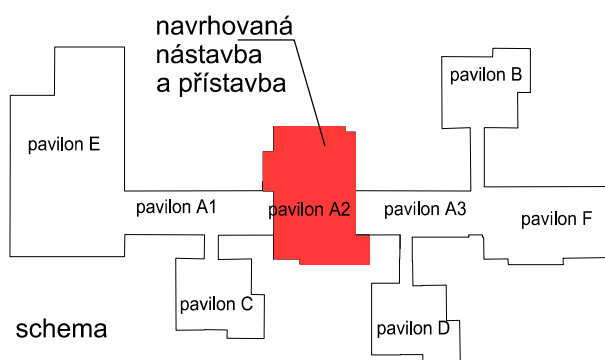 navrhovaná
nástavba
a přístavba
pavilon B
pavilon E
pavilon A1
pavilon A2
pavilon A3
pavilon F
pavilon C
pavilon D
schema